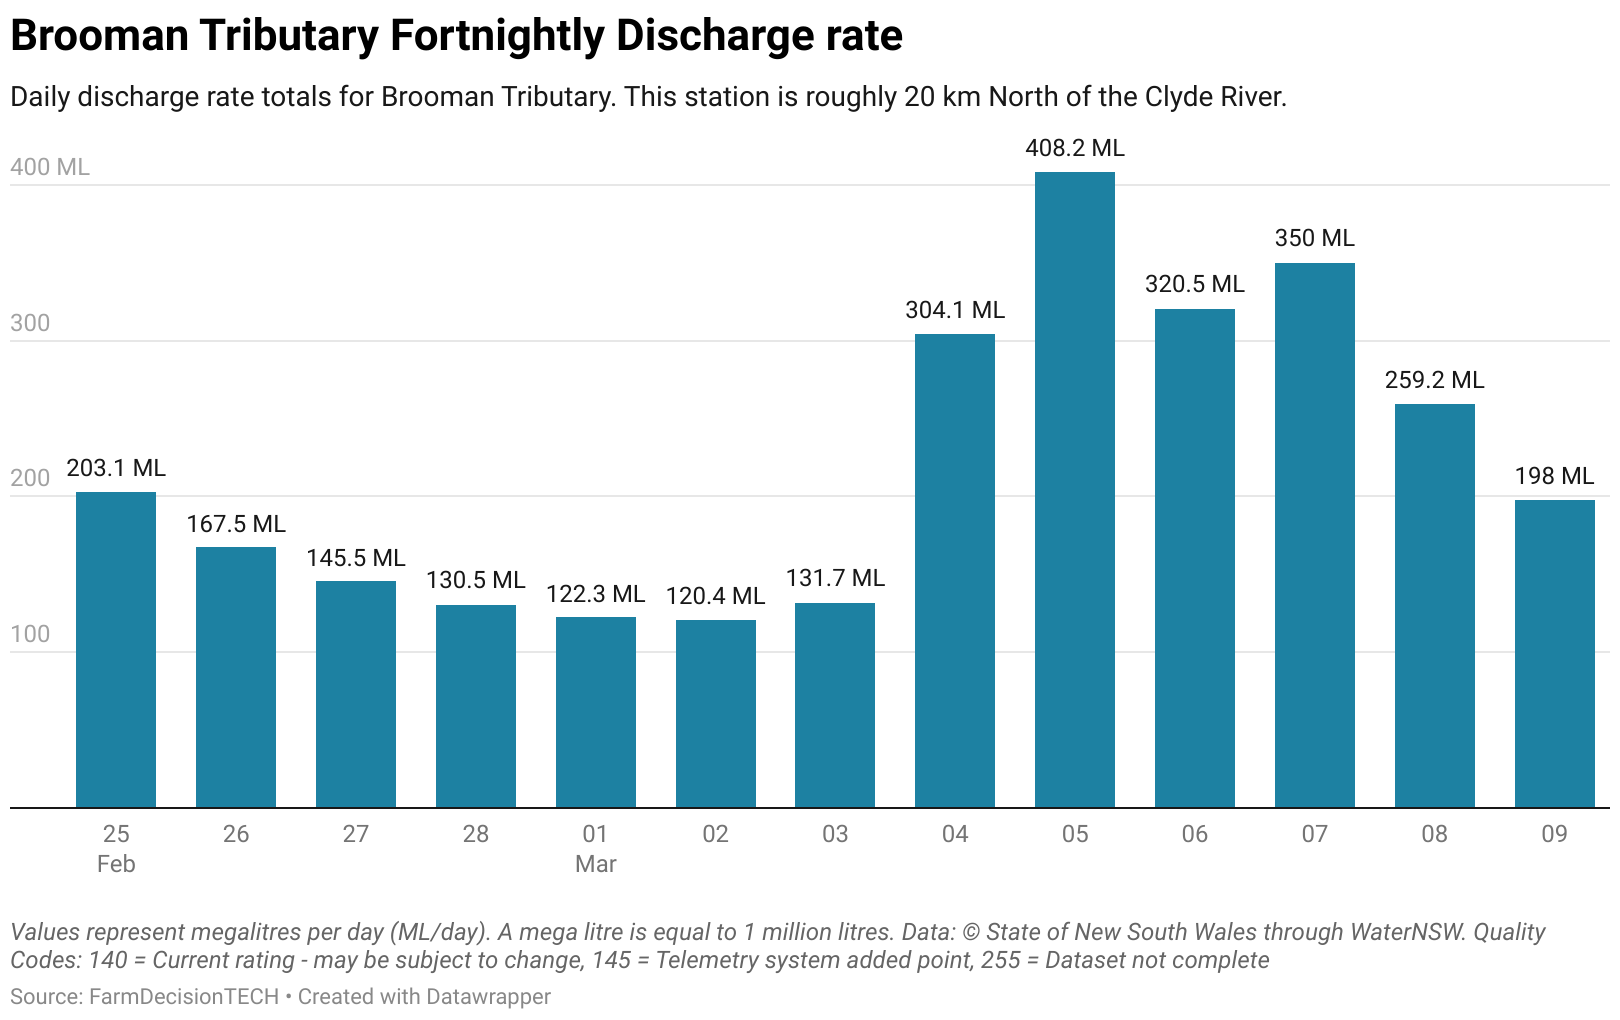 Brooman Tributary Fortnightly Discharge rate
Daily discharge rate totals for Brooman Tributary. This station is roughly 20 km North of the Clyde River.
400 ML
300
200
100
203.1 ML
167.5 ML
145.5 ML
130.5 ML
122.3 ML
120.4 ML
131.7 ML
304.1 ML
408.2 ML
320.5 ML
350 ML
259.2 ML
198 ML
25 26 27 28 01 02 03 04 05 06 07 08 09
Feb Mar
Values represent megalitres per day (ML/day). A mega litre is equal to 1 million litres. Data: © State of New South Wales through WaterNSW. Quality
Codes: 140 = Current rating - may be subject to change, 145 = Telemetry system added point, 255 = Dataset not complete
Source: FarmDecisionTECH • Created with Datawrapper